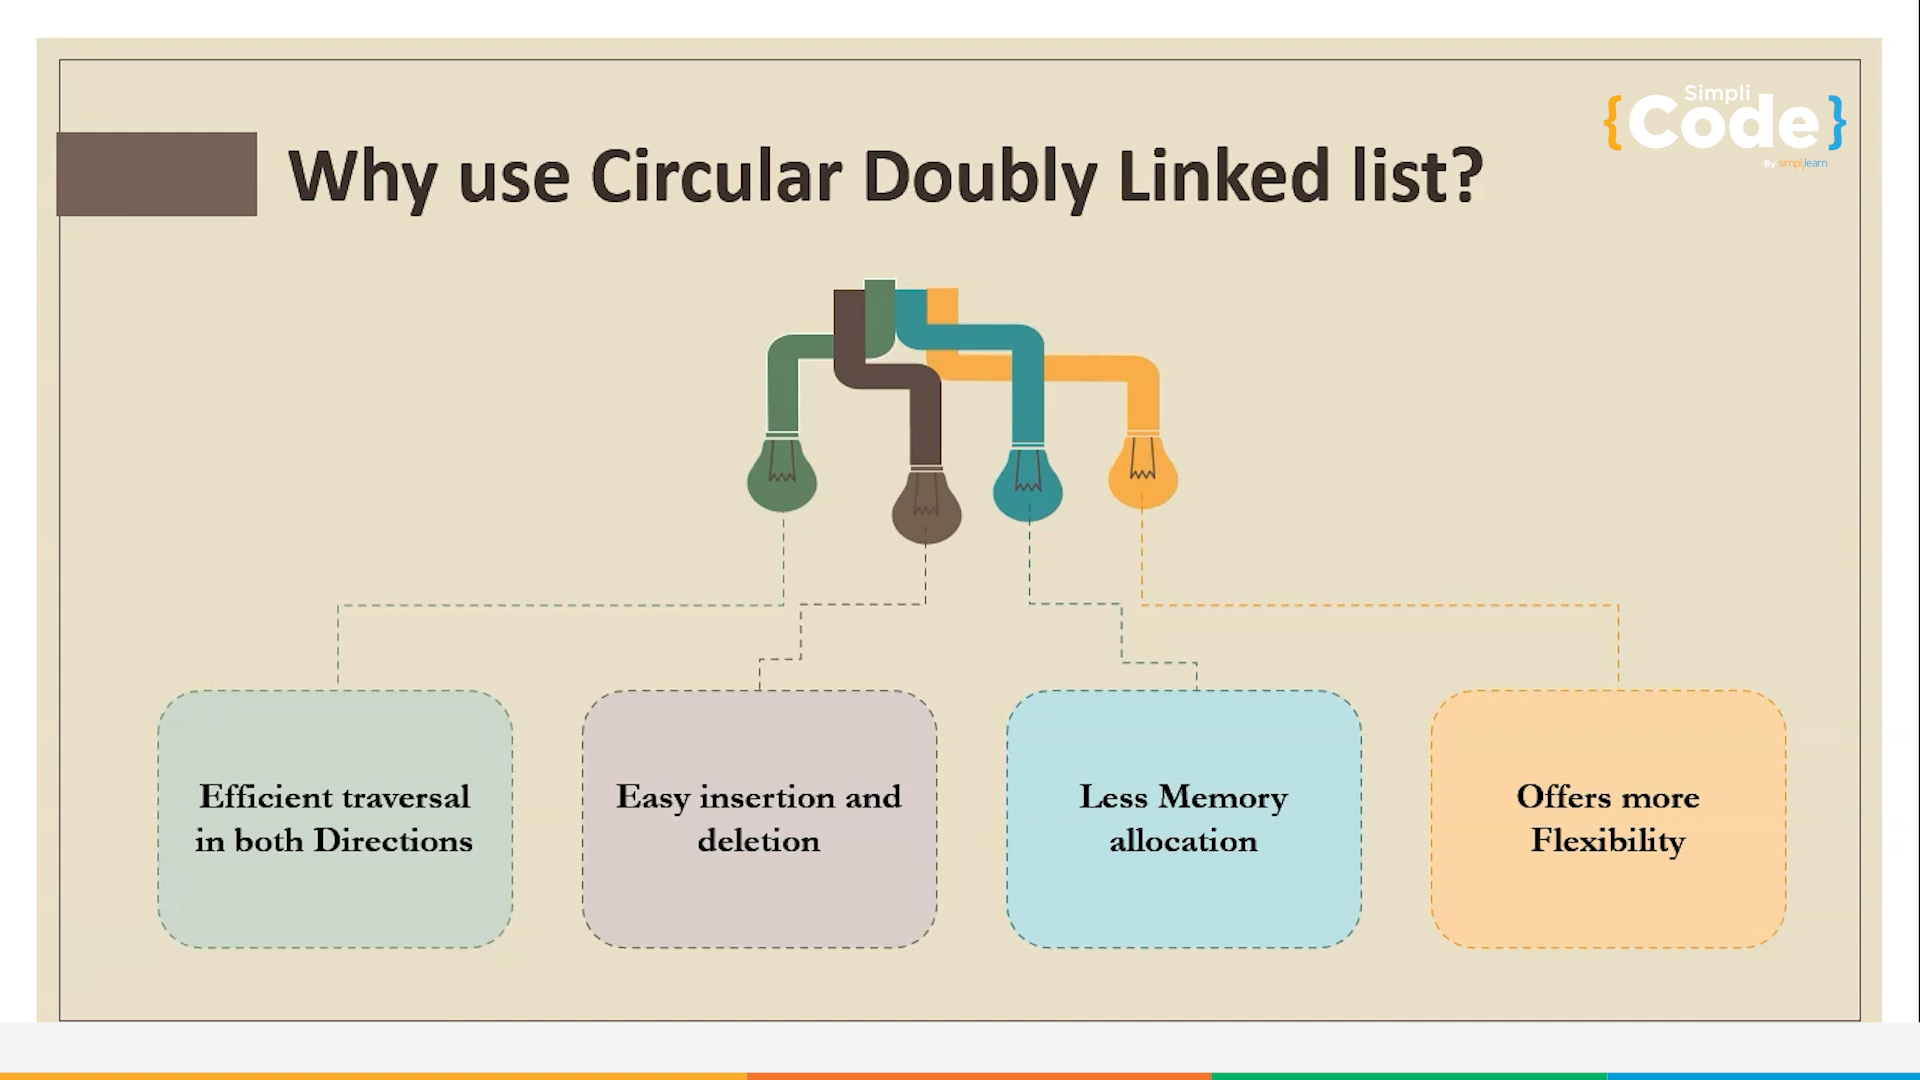 Simpli
{Code}
By simplilearn
Why use Circular Doubly Linked list?
Efficient traversal
in both Directions
Easy insertion and
deletion
Less Memory
allocation
Offers more
Flexibility